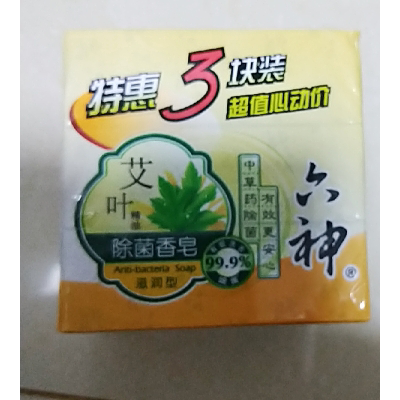 特惠3块装
超值心动价
艾叶
精华
除菌香皂
Anti-bacteria Soap
滋润型
中草药除菌
有效更安心
99.9%
六神®